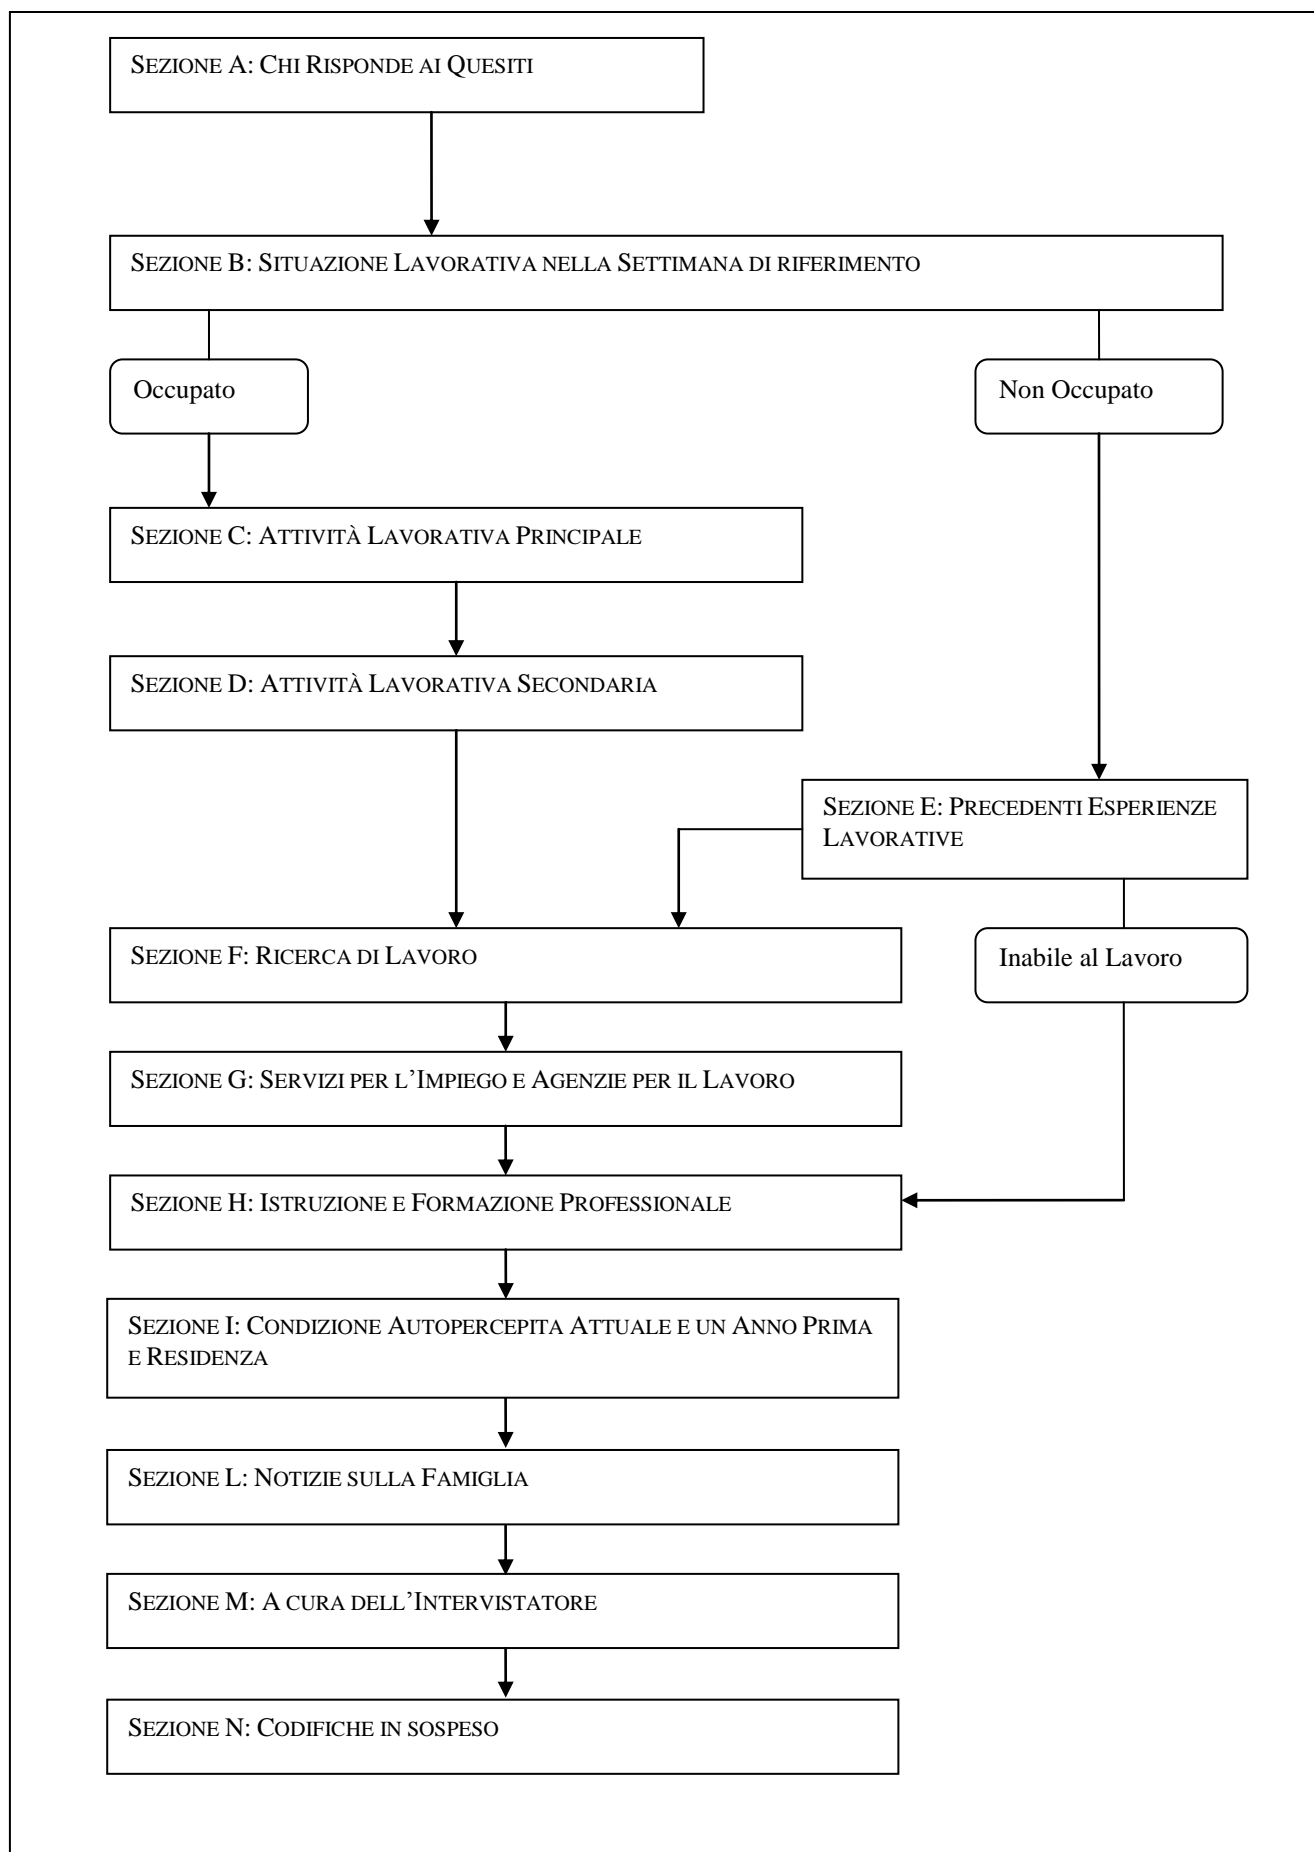 SEZIONE A: CHI RISPONDE AI QUESITI
SEZIONE B: SITUAZIONE LAVORATIVA NELLA SETTIMANA DI RIFERIMENTO
Occupato
Non Occupato
SEZIONE C: ATTIVITÀ LAVORATIVA PRINCIPALE
SEZIONE D: ATTIVITÀ LAVORATIVA SECONDARIA
SEZIONE E: PRECEDENTI ESPERIENZE
LAVORATIVE
SEZIONE F: RICERCA DI LAVORO
Inabile al Lavoro
SEZIONE G: SERVIZI PER L’IMPIEGO E AGENZIE PER IL LAVORO
SEZIONE H: ISTRUZIONE E FORMAZIONE PROFESSIONALE
SEZIONE I: CONDIZIONE AUTOPERCEPITA ATTUALE E UN ANNO PRIMA
E RESIDENZA
SEZIONE L: NOTIZIE SULLA FAMIGLIA
SEZIONE M: A CURA DELL’INTERVISTATORE
SEZIONE N: CODIFICHE IN SOSPESO